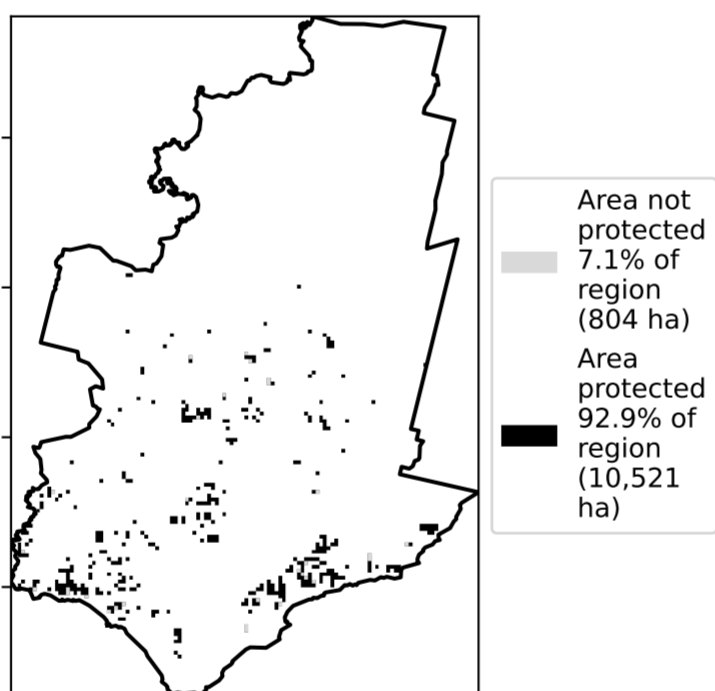 Area not
protected
7.1% of
region
(804 ha)
Area
protected
92.9% of
region
(10,521
ha)